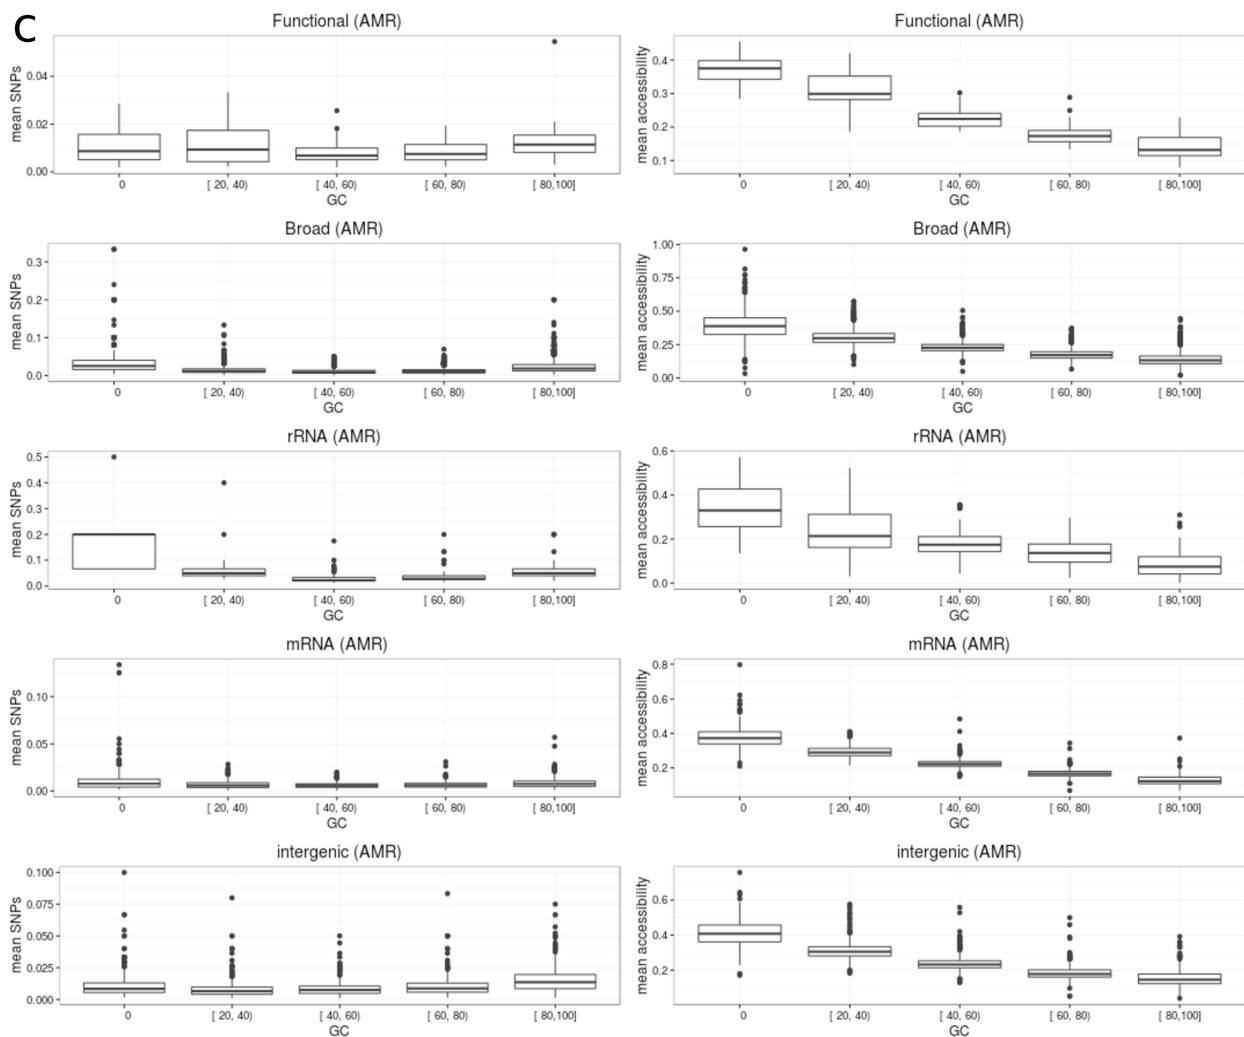 C
Functional (AMR)
mean SNPs
0.04
0.02
0.00
0 [ 20, 40) [ 40, 60) [ 60, 80) [ 80,100]
GC
Functional (AMR)
mean accessibility
0.4
0.3
0.2
0.1
0 [ 20, 40) [ 40, 60) [ 60, 80) [ 80,100]
GC
Broad (AMR)
mean SNPs
0.3
0.2
0.1
0.0
0 [ 20, 40) [ 40, 60) [ 60, 80) [ 80,100]
GC
Broad (AMR)
mean accessibility
1.00
0.75
0.50
0.25
0.00
0 [ 20, 40) [ 40, 60) [ 60, 80) [ 80,100]
GC
rRNA (AMR)
mean SNPs
0.5
0.4
0.3
0.2
0.1
0.0
0 [ 20, 40) [ 40, 60) [ 60, 80) [ 80,100]
GC
rRNA (AMR)
mean accessibility
0.6
0.4
0.2
0.0
0 [ 20, 40) [ 40, 60) [ 60, 80) [ 80,100]
GC
mRNA (AMR)
mean SNPs
0.10
0.05
0.00
0 [ 20, 40) [ 40, 60) [ 60, 80) [ 80,100]
GC
mRNA (AMR)
mean accessibility
0.8
0.6
0.4
0.2
0 [ 20, 40) [ 40, 60) [ 60, 80) [ 80,100]
GC
intergenic (AMR)
mean SNPs
0.100
0.075
0.050
0.025
0.000
0 [ 20, 40) [ 40, 60) [ 60, 80) [ 80,100]
GC
intergenic (AMR)
mean accessibility
0.6
0.4
0.2
0 [ 20, 40) [ 40, 60) [ 60, 80) [ 80,100]
GC